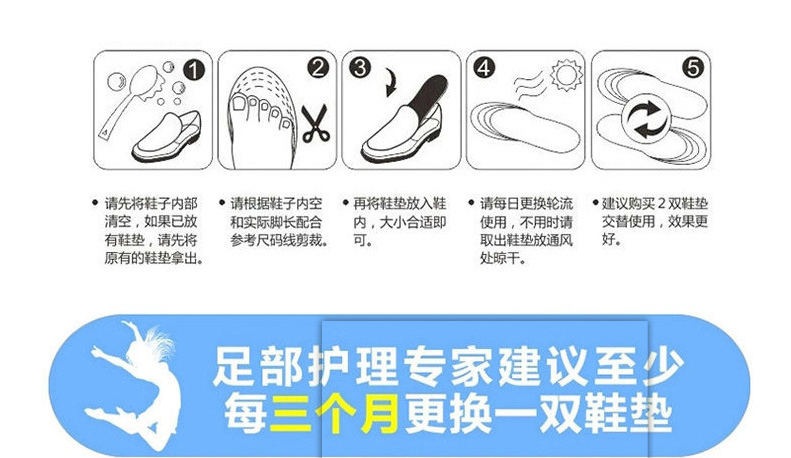 1
2
3
4
5
• 请先将鞋子内部
清空，如果已放
有鞋垫，请先将
原有的鞋垫拿出。
• 请根据鞋子内空
和实际脚长配合
参考尺码线剪裁。
• 再将鞋垫放入鞋
内，大小合适即
可。
• 请每日更换轮流
使用，不用时请
取出鞋垫放通风
处晾干。
• 建议购买2双鞋垫
交替使用，效果更
好。
足部护理专家建议至少
每三个月更换一双鞋垫